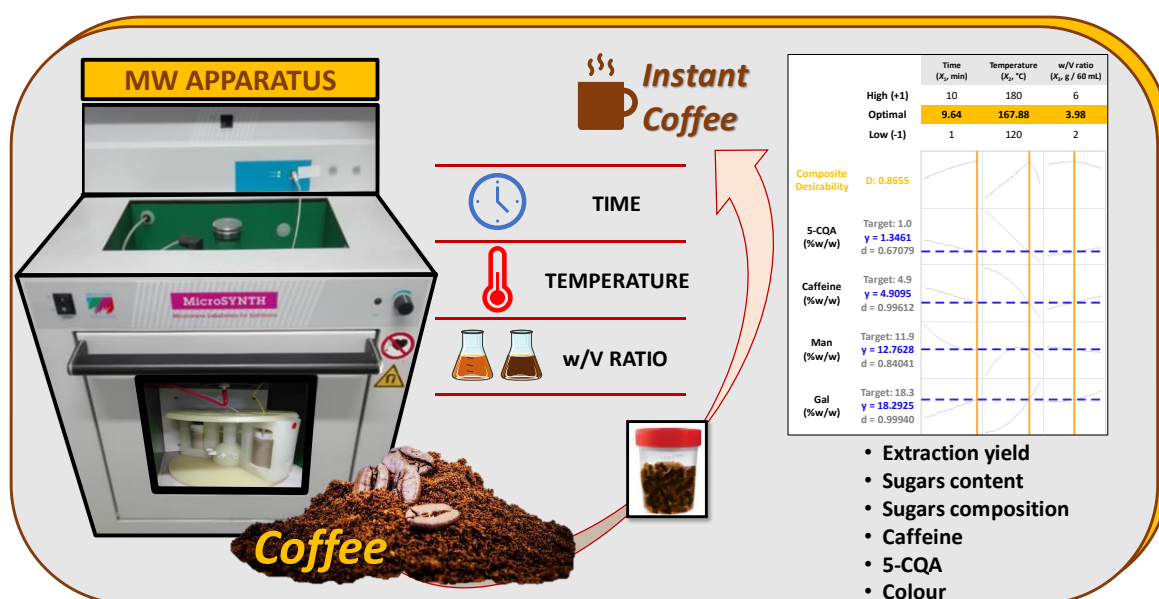 MW APPARATUS
MicroSYNTH
Instant
Coffee
TIME
TEMPERATURE
w/V RATIO
Coffee
Time Temperature w/V ratio
(X₁, min) (X₂, °C) (X₃, g / 60 mL)
High (+1) 10 180 6
Optimal 9.64 167.88 3.98
Low (-1) 1 120 2
Composite
Desirability
D: 0.8655
5-CQA
(%w/w)
Target: 1.0
y = 1.3461
d = 0.67079
Caffeine
(%w/w)
Target: 4.9
y = 4.9095
d = 0.99612
Man
(%w/w)
Target: 11.9
y = 12.7628
d = 0.84041
Gal
(%w/w)
Target: 18.3
y = 18.2925
d = 0.99940
• Extraction yield
• Sugars content
• Sugars composition
• Caffeine
• 5-CQA
• Colour